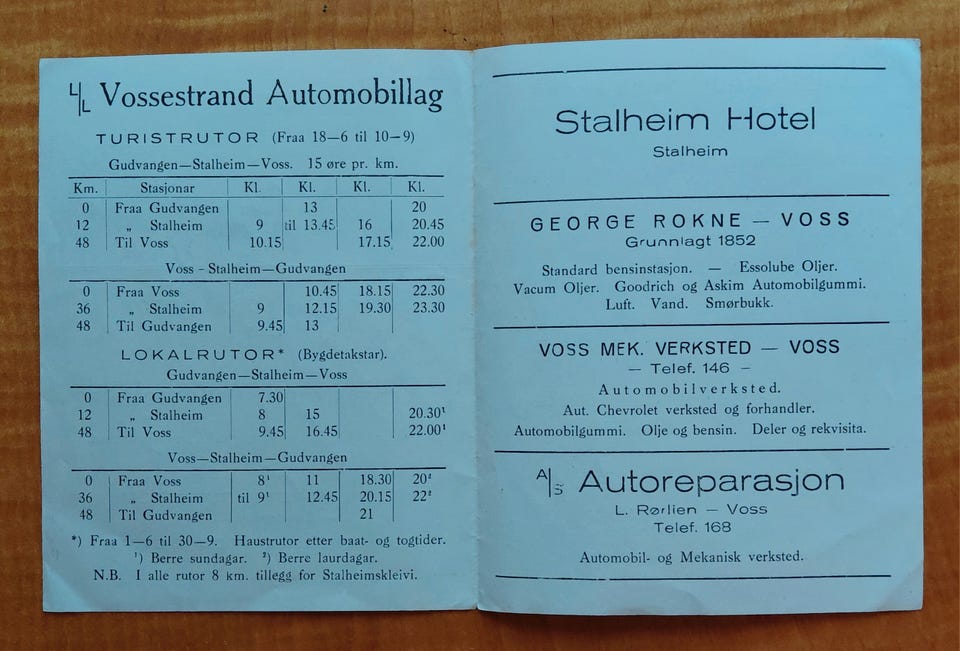 L/L Vossestrand Automobillag
TURISTRUTOR (Fraa 18—6 til 10—9)
Gudvangen—Stalheim—Voss. 15 øre pr. km.
Km. Stasjonar Kl. Kl. Kl. Kl.
0 Fraa Gudvangen 13 20
12 „ Stalheim 9 til 13.45 16 20.45
48 Til Voss 10.15 17.15 22.00
Voss - Stalheim—Gudvangen
0 Fraa Voss 10.45 18.15 22.30
36 „ Stalheim 9 12.15 19.30 23.30
48 Til Gudvangen 9.45 13
LOKALRUTOR* (Bygdetakstar).
Gudvangen—Stalheim—Voss
0 Fraa Gudvangen 7.30
12 „ Stalheim 8 15 20.30¹
48 Til Voss 9.45 16.45 22.00¹
Voss—Stalheim—Gudvangen
0 Fraa Voss 8¹ 11 18.30 20²
36 „ Stalheim til 9¹ 12.45 20.15 22²
48 Til Gudvangen 21
*) Fraa 1—6 til 30—9. Haustrutor etter baat- og togtider.
¹) Berre sundagar. ²) Berre laurdagar.
N.B. I alle rutor 8 km. tillegg for Stalheimskleivi.
Stalheim Hotel
Stalheim
GEORGE ROKNE — VOSS
Grunnlagt 1852
Standard bensinstasjon. — Essolube Oljer.
Vacum Oljer. Goodrich og Askim Automobilgummi.
Luft. Vand. Smørbukk.
VOSS MEK. VERKSTED — VOSS
— Telef. 146 —
Automobilverksted.
Aut. Chevrolet verksted og forhandler.
Automobilgummi. Olje og bensin. Deler og rekvisita.
A/S Autoreparasjon
L. Rørlien — Voss
Telef. 168
Automobil- og Mekanisk verksted.